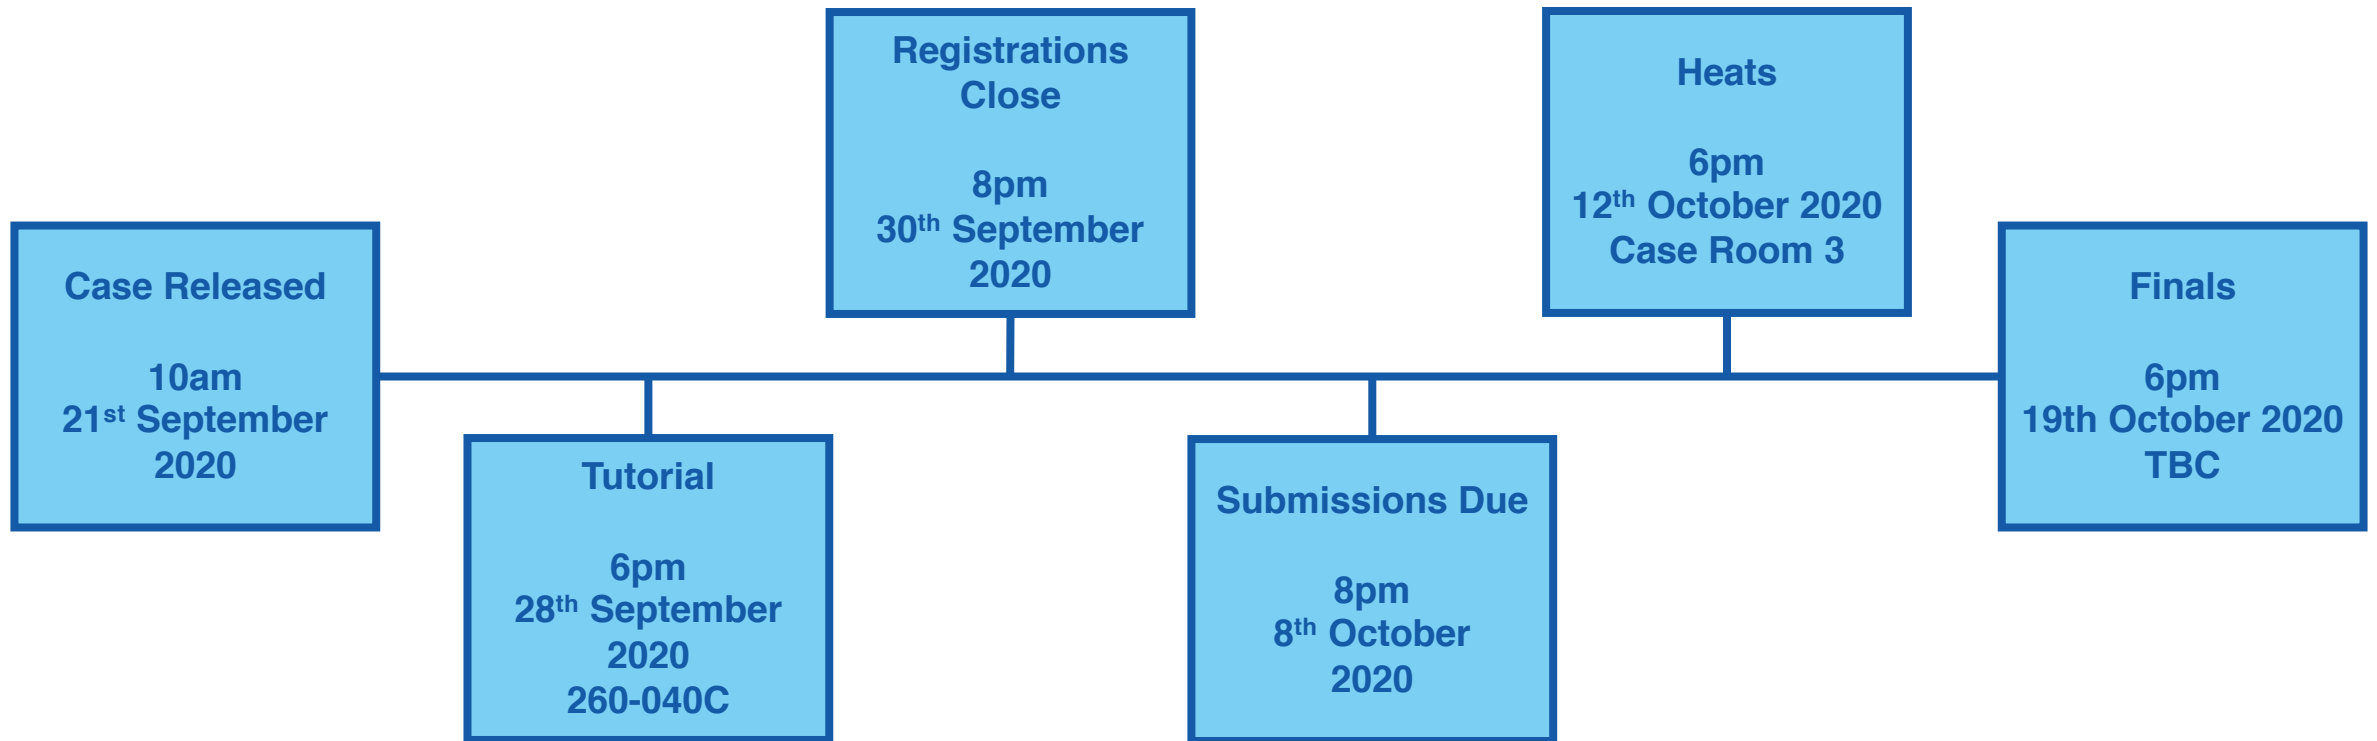 Case Released
10am
21st September
2020
Tutorial
6pm
28th September
2020
260-040C
Registrations
Close
8pm
30th September
2020
Submissions Due
8pm
8th October
2020
Heats
6pm
12th October 2020
Case Room 3
Finals
6pm
19th October 2020
TBC